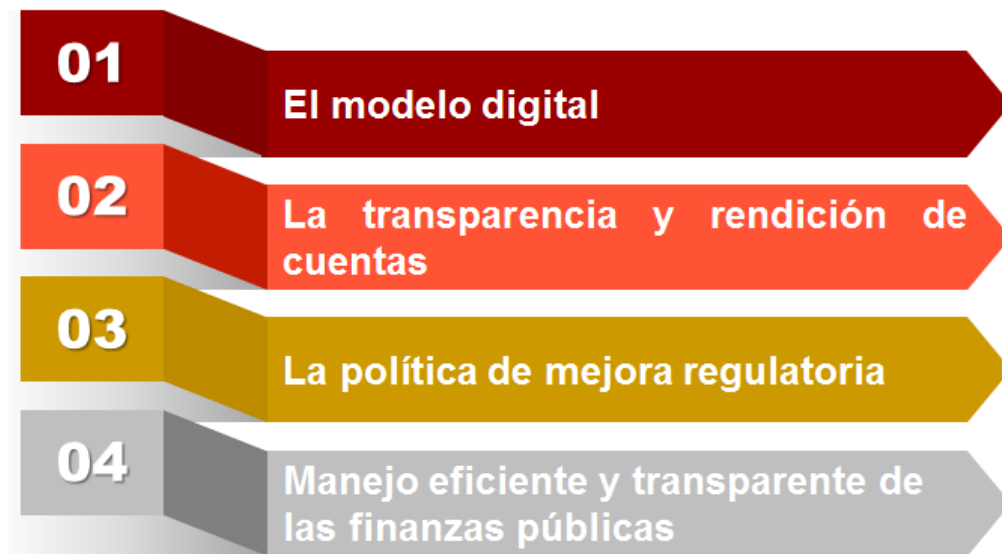 01
El modelo digital
02
La transparencia y rendición de
cuentas
03
La política de mejora regulatoria
04
Manejo eficiente y transparente de
las finanzas públicas